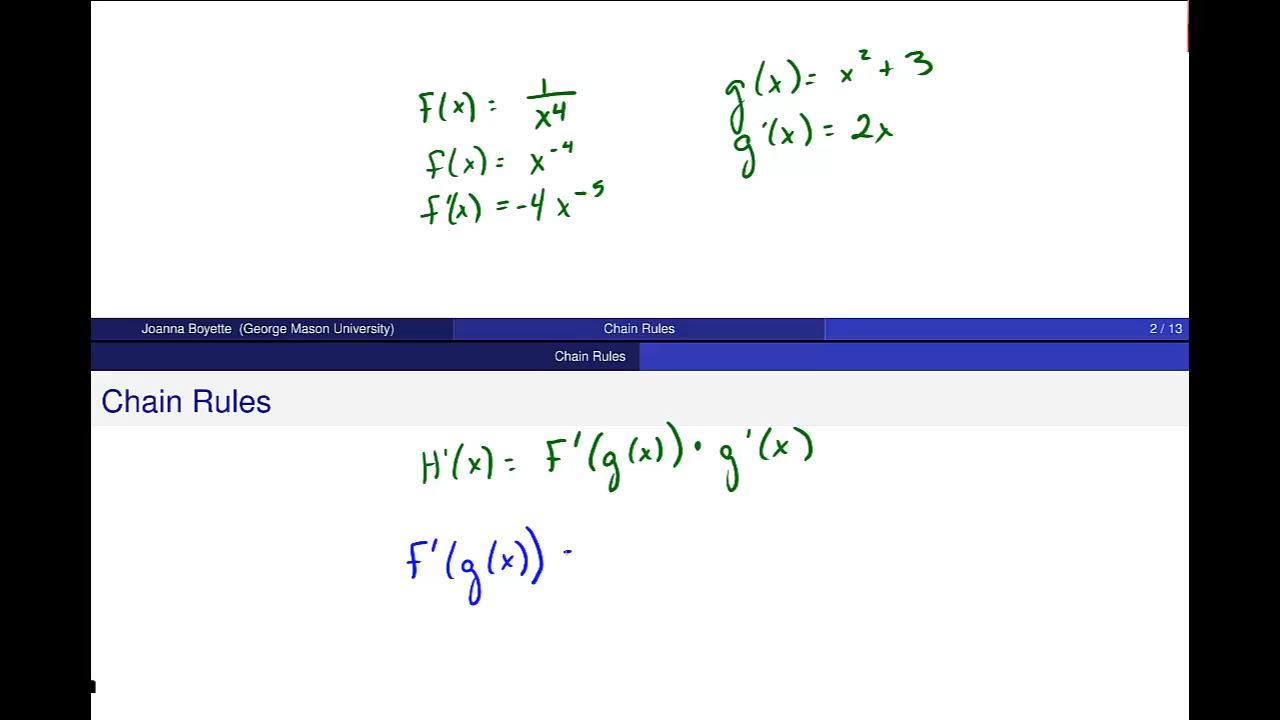 F(x) = 1/x⁴
g(x) = x² + 3
f(x) = x⁻⁴
g'(x) = 2x
f'(x) = -4x⁻⁵
Joanna Boyette (George Mason University) Chain Rules 2 / 13
Chain Rules
Chain Rules
H'(x) = F'(g(x)) • g'(x)
F'(g(x)) -